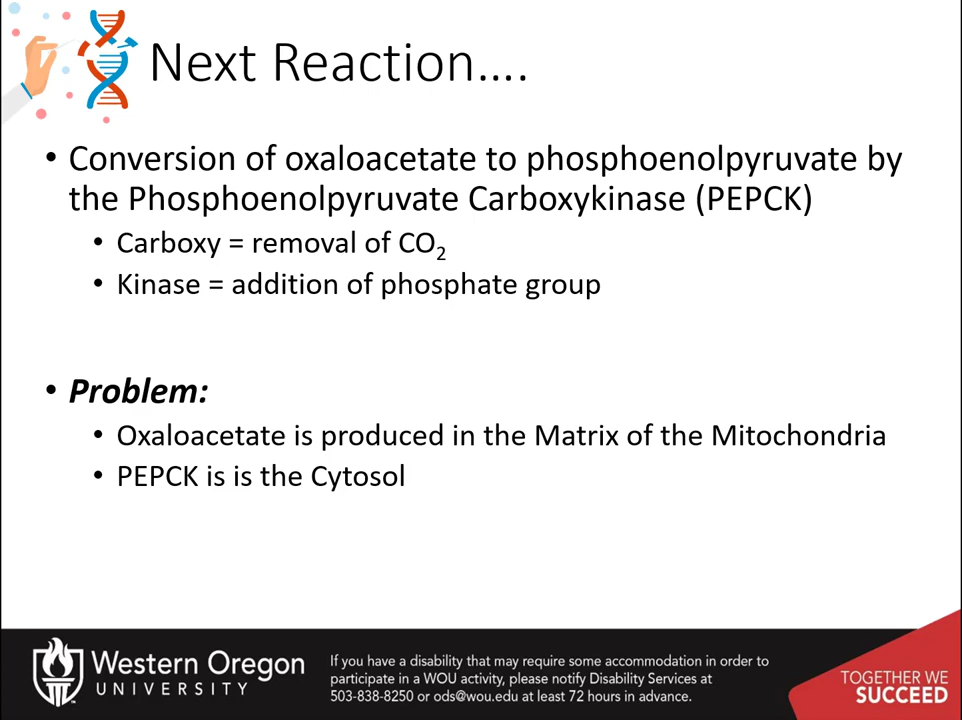 Next Reaction….
• Conversion of oxaloacetate to phosphoenolpyruvate by
the Phosphoenolpyruvate Carboxykinase (PEPCK)
• Carboxy = removal of CO2
• Kinase = addition of phosphate group
• Problem:
• Oxaloacetate is produced in the Matrix of the Mitochondria
• PEPCK is is the Cytosol
Western Oregon
UNIVERSITY
If you have a disability that may require some accommodation in order to
participate in a WOU activity, please notify Disability Services at
503-838-8250 or ods@wou.edu at least 72 hours in advance.
TOGETHER WE
SUCCEED